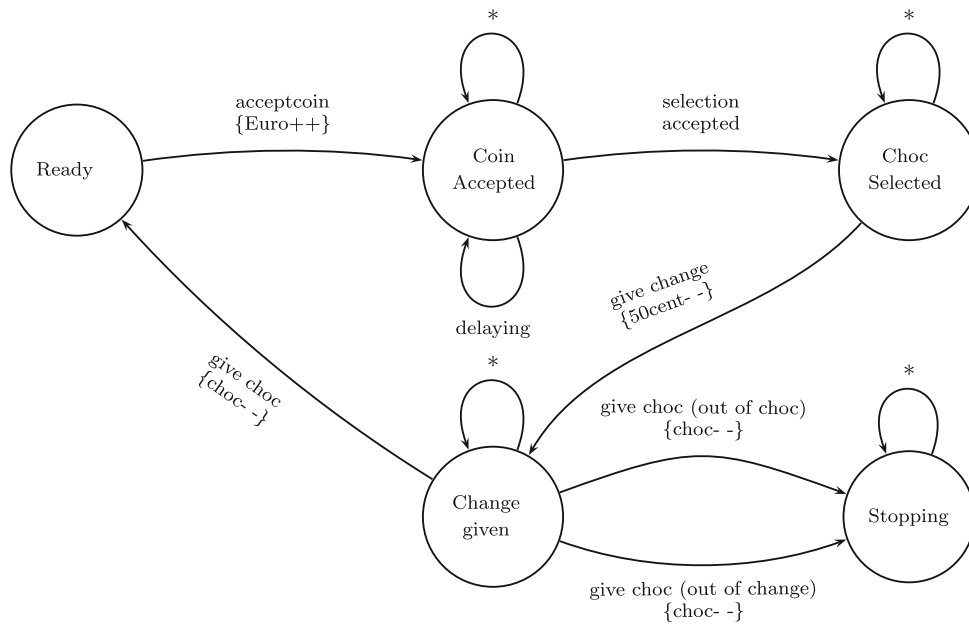 *
*
acceptcoin
{Euro++}
selection
accepted
Ready
Coin
Accepted
Choc
Selected
give change
{50cent- -}
delaying
give choc
{choc- -}
*
*
give choc (out of choc)
{choc- -}
Change
given
Stopping
give choc (out of change)
{choc- -}